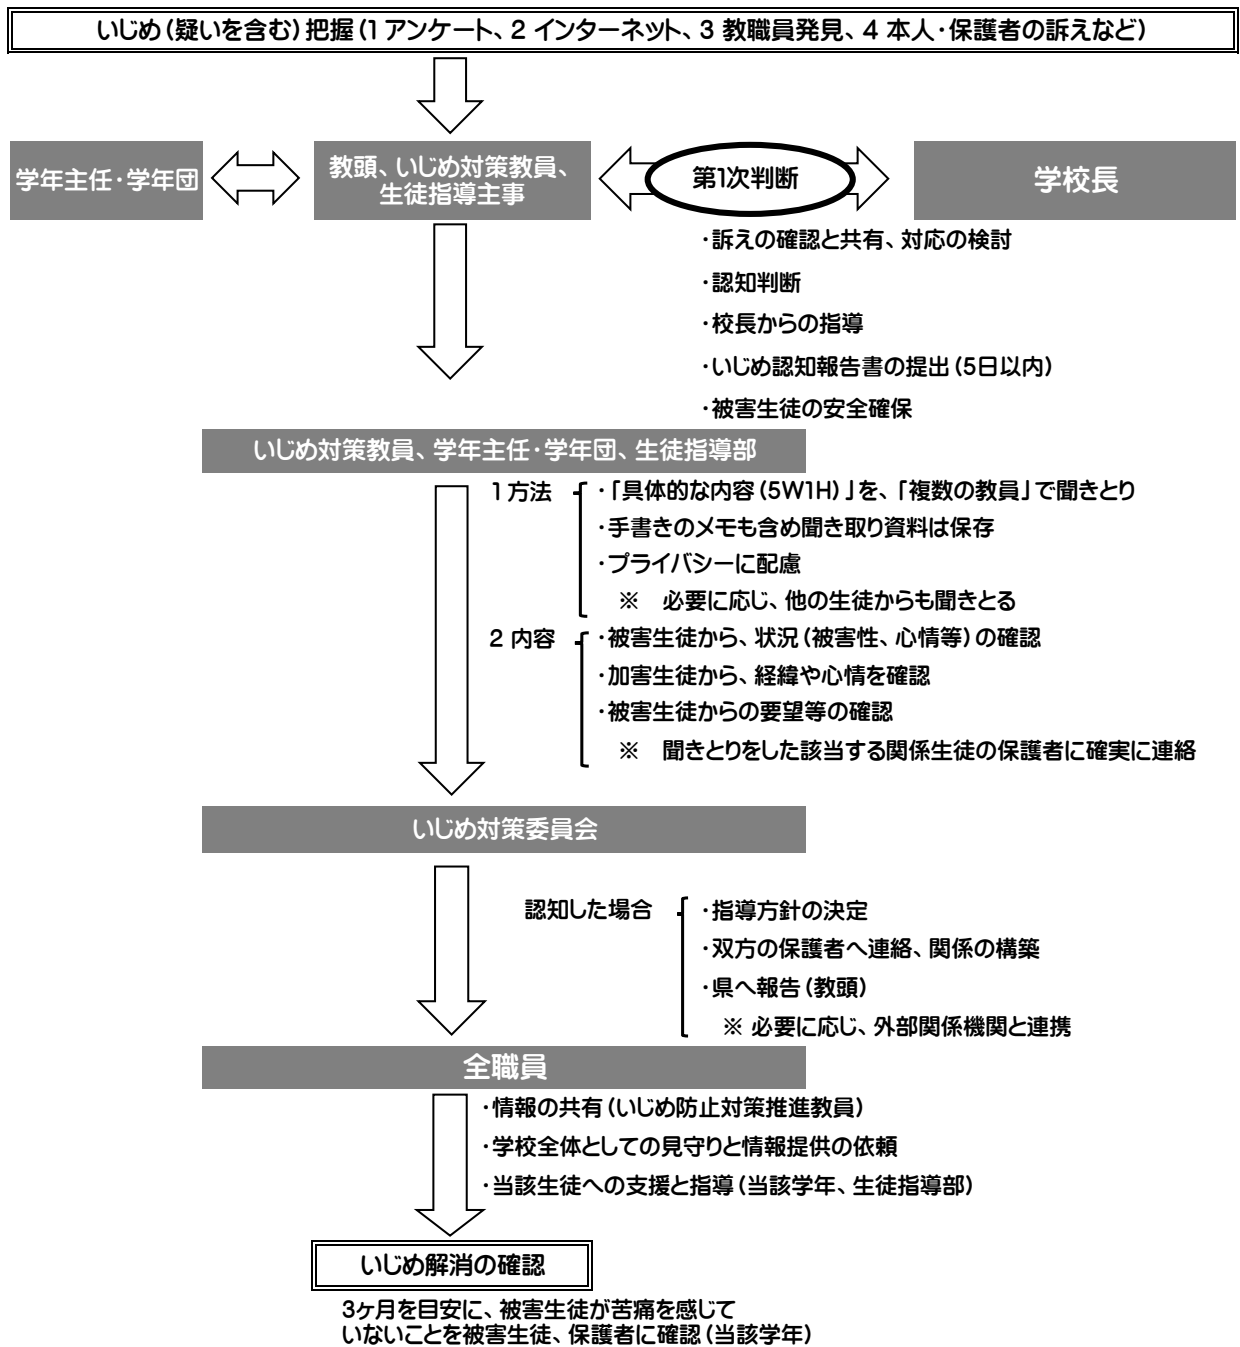 いじめ（疑いを含む）把握（1 アンケート、2 インターネット、3 教職員発見、4 本人・保護者の訴えなど）
学年主任・学年団
教頭、いじめ対策教員、
生徒指導主事
第1次判断
学校長
・訴えの確認と共有、対応の検討
・認知判断
・校長からの指導
・いじめ認知報告書の提出（5日以内）
・被害生徒の安全確保
いじめ対策教員、学年主任・学年団、生徒指導部
1 方法
・「具体的な内容（5W1H）」を、「複数の教員」で聞きとり
・手書きのメモも含め聞き取り資料は保存
・プライバシーに配慮
※　必要に応じ、他の生徒からも聞きとる
2 内容
・被害生徒から、状況（被害性、心情等）の確認
・加害生徒から、経緯や心情を確認
・被害生徒からの要望等の確認
※　聞きとりをした該当する関係生徒の保護者に確実に連絡
いじめ対策委員会
認知した場合
・指導方針の決定
・双方の保護者へ連絡、関係の構築
・県へ報告（教頭）
※ 必要に応じ、外部関係機関と連携
全職員
・情報の共有（いじめ防止対策推進教員）
・学校全体としての見守りと情報提供の依頼
・当該生徒への支援と指導（当該学年、生徒指導部）
いじめ解消の確認
3ヶ月を目安に、被害生徒が苦痛を感じて
いないことを被害生徒、保護者に確認（当該学年）